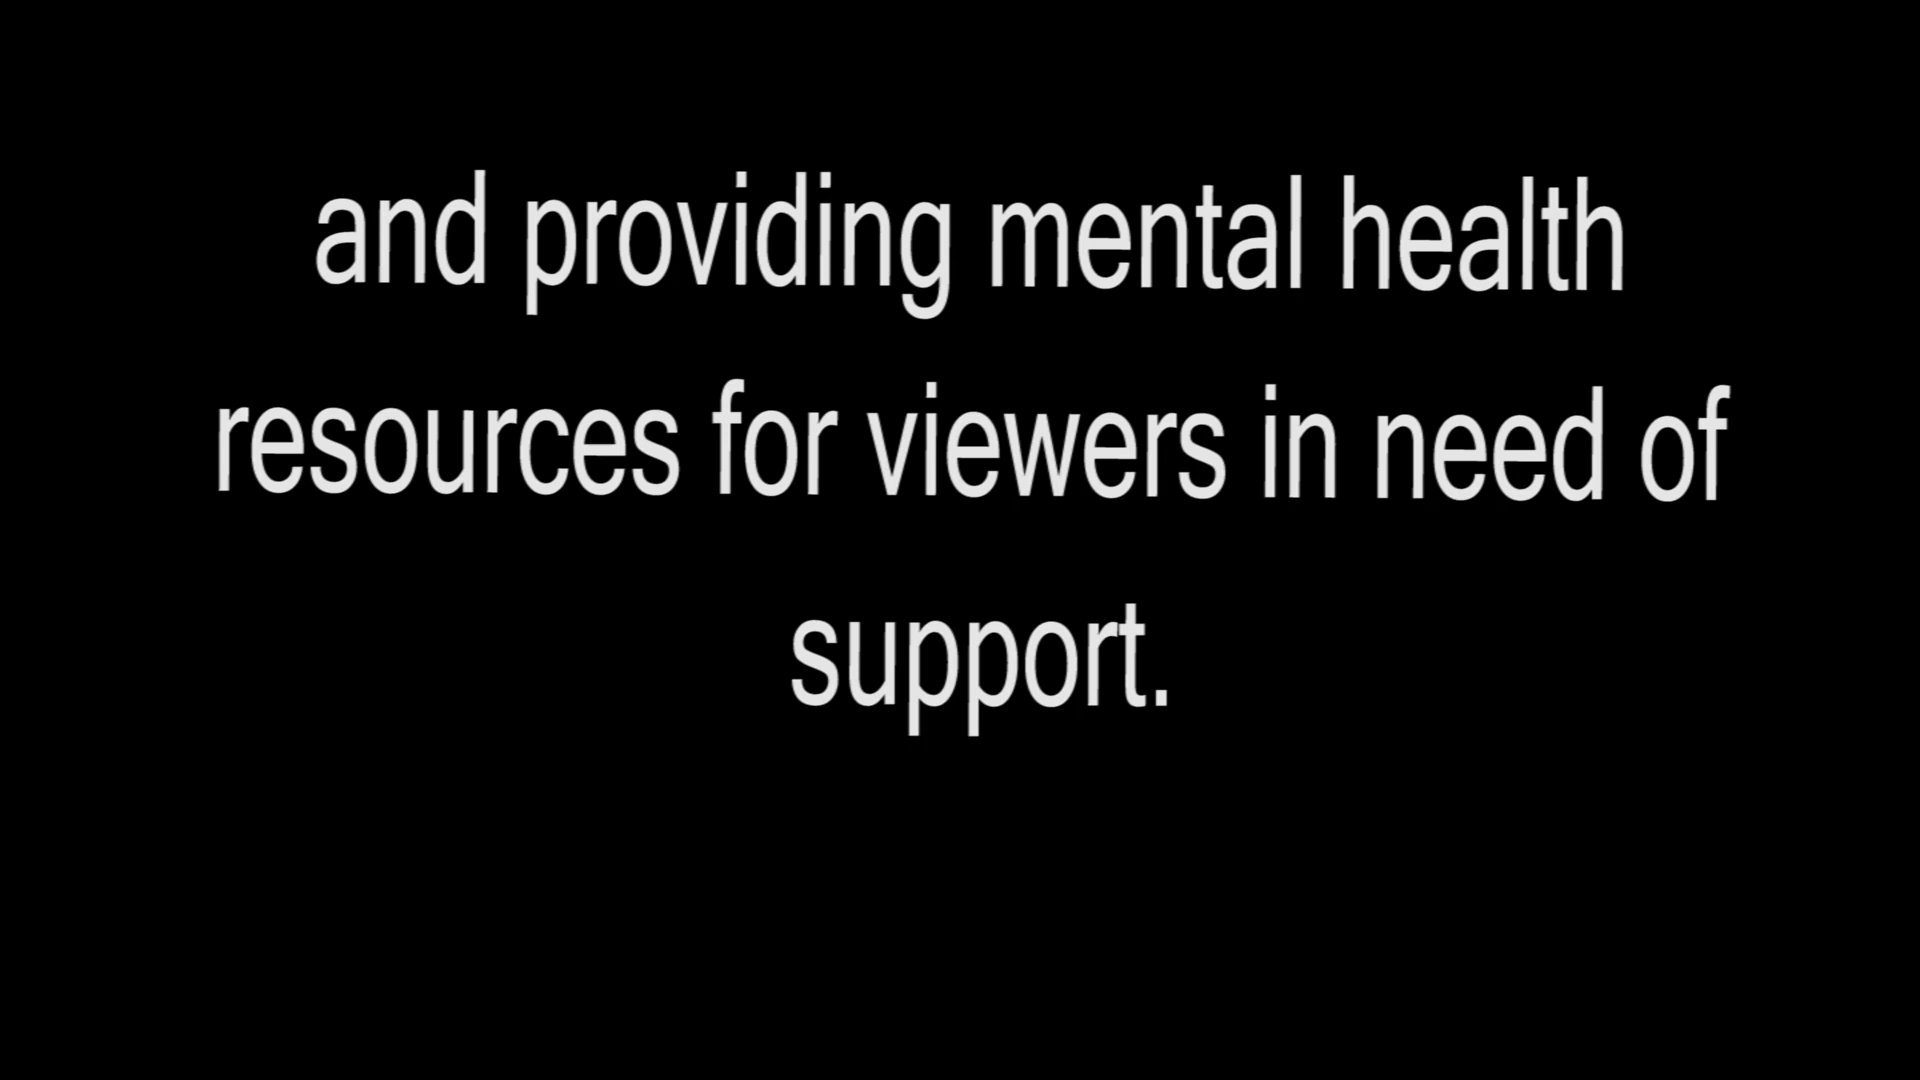 and providing mental health
resources for viewers in need of
support.